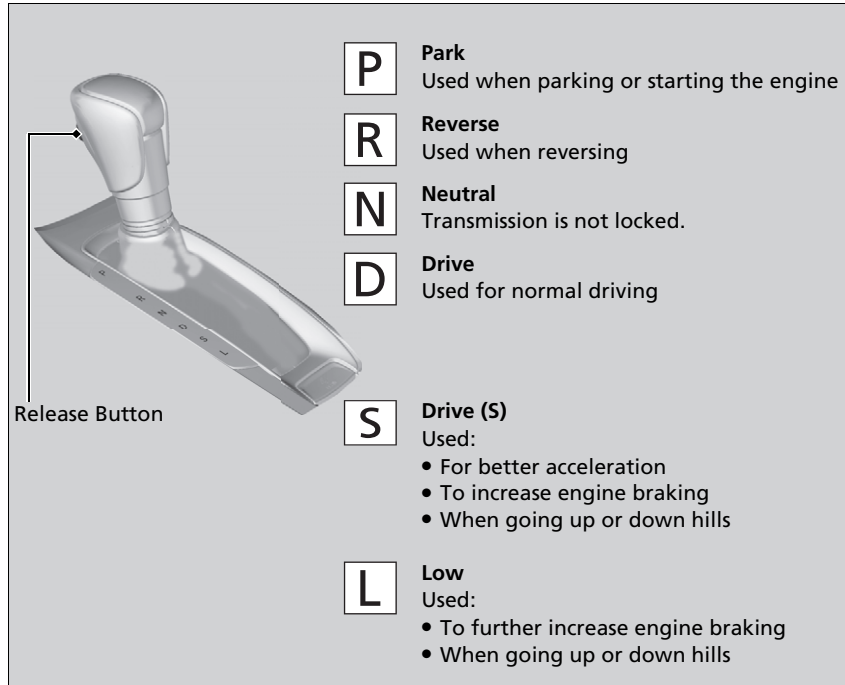 P
Park
Used when parking or starting the engine
R
Reverse
Used when reversing
N
Neutral
Transmission is not locked.
D
Drive
Used for normal driving
P
R
N
D
S
L
Release Button
S
Drive (S)
Used:
• For better acceleration
• To increase engine braking
• When going up or down hills
L
Low
Used:
• To further increase engine braking
• When going up or down hills